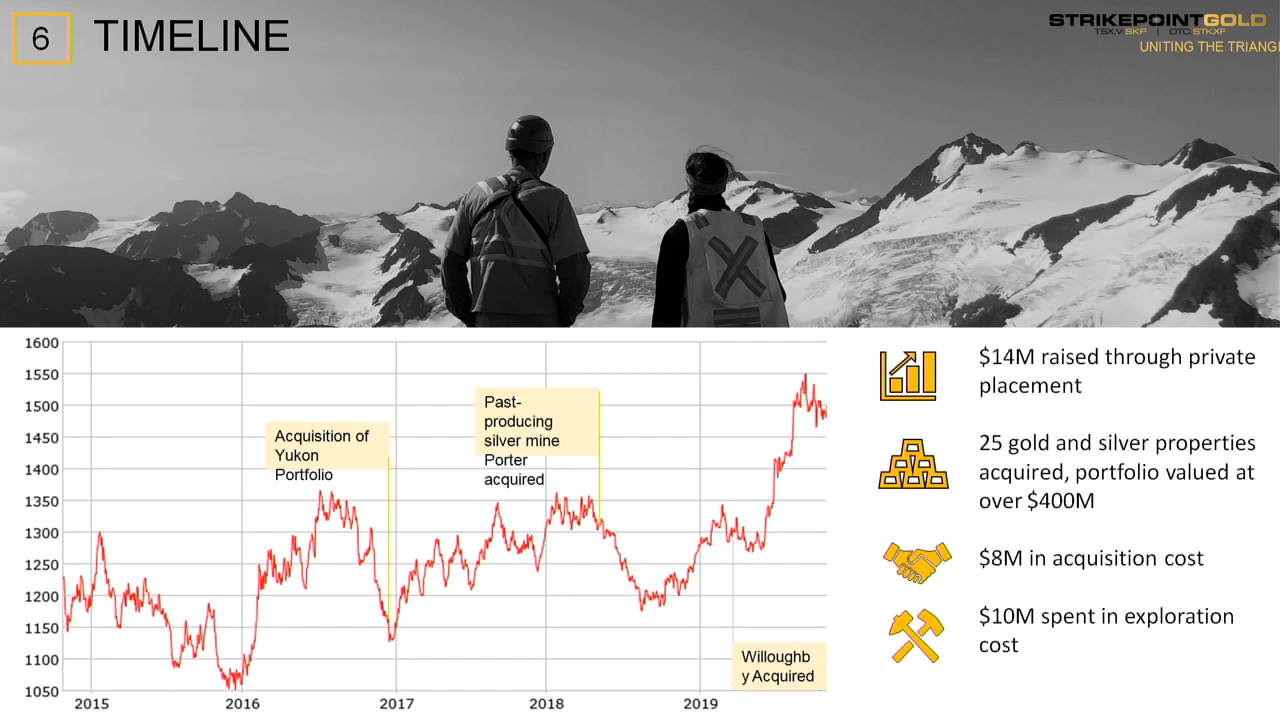 6
TIMELINE
STRIKEPOINTGOLD
TSX.V: SKP | OTC: STKXF
UNITING THE TRIANGL
1600
1550
1500
1450
1400
1350
1300
1250
1200
1150
1100
1050
2015
2016
2017
2018
2019
Acquisition of
Yukon
Portfolio
Past-
producing
silver mine
Porter
acquired
Willoughb
y Acquired
$14M raised through private
placement
25 gold and silver properties
acquired, portfolio valued at
over $400M
$8M in acquisition cost
$10M spent in exploration
cost